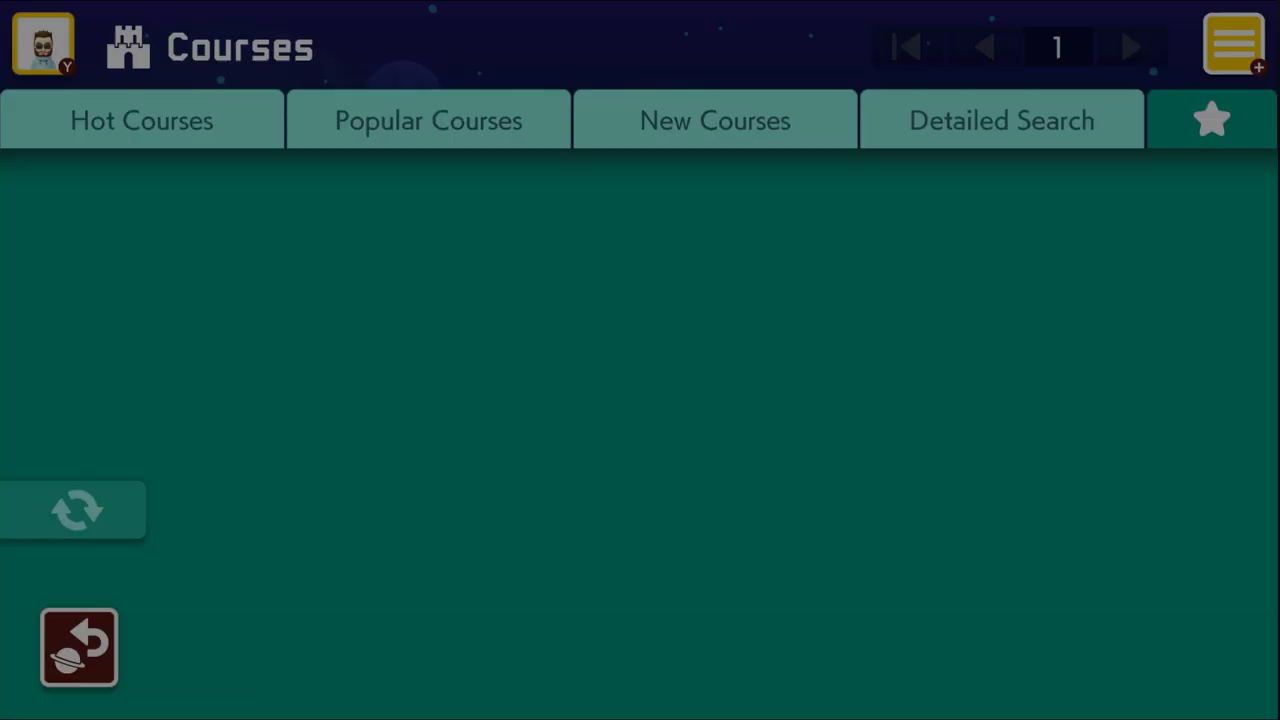 Y
Courses
1
+
Hot Courses
Popular Courses
New Courses
Detailed Search